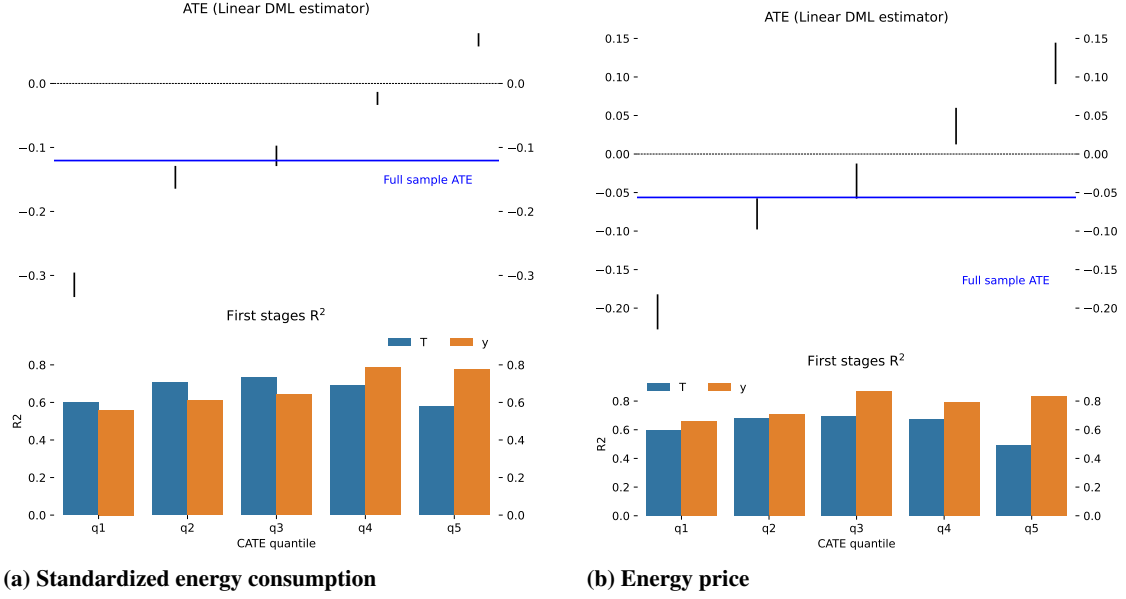 ATE (Linear DML estimator)
0.0
0.0
−0.1
−0.1
Full sample ATE
−0.2
−0.2
−0.3
−0.3
First stages R²
T
y
0.8
0.8
0.6
0.6
0.4
0.4
0.2
0.2
0.0
0.0
R2
q1 q2 q3 q4 q5
CATE quantile
(a) Standardized energy consumption
ATE (Linear DML estimator)
0.15
0.15
0.10
0.10
0.05
0.05
0.00
0.00
−0.05
−0.05
−0.10
−0.10
−0.15
−0.15
Full sample ATE
−0.20
−0.20
First stages R²
T
y
0.8
0.8
0.6
0.6
0.4
0.4
0.2
0.2
0.0
0.0
R2
q1 q2 q3 q4 q5
CATE quantile
(b) Energy price